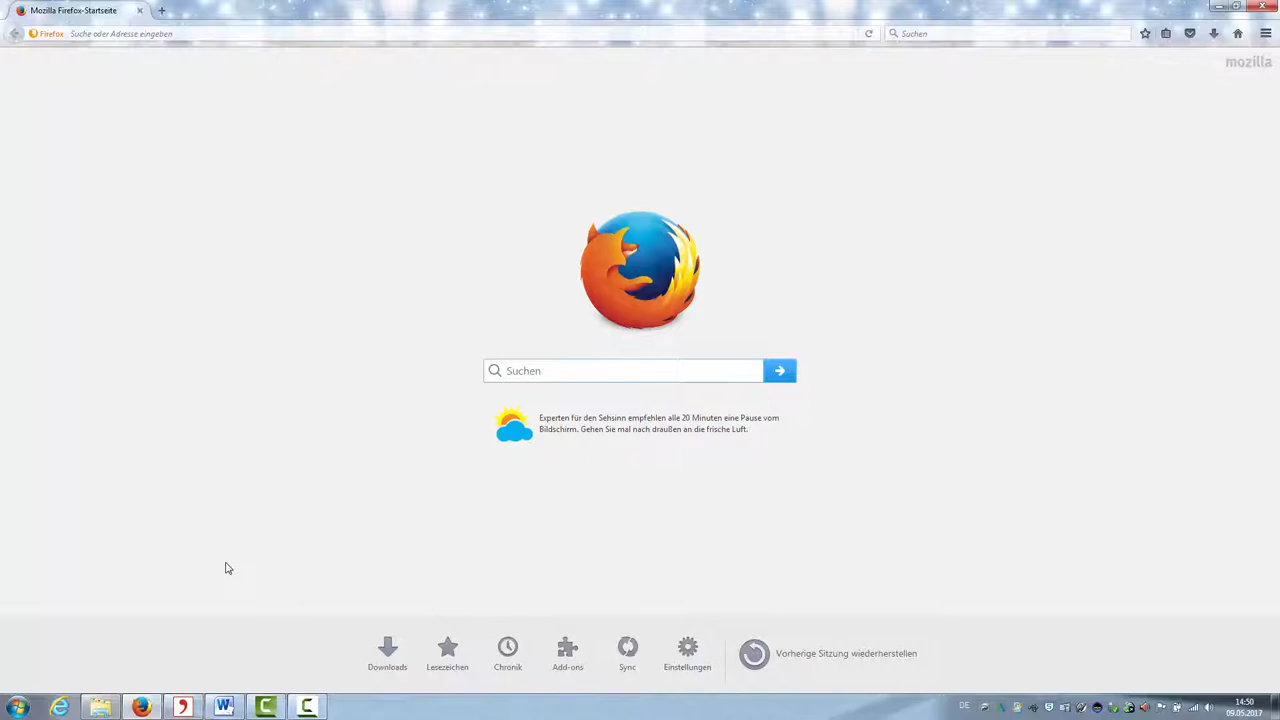 Mozilla Firefox-Startseite
Firefox Suche oder Adresse eingeben
Suchen
mozilla
Suchen
Experten für den Sehsinn empfehlen alle 20 Minuten eine Pause vom
Bildschirm. Gehen Sie mal nach draußen an die frische Luft.
Downloads
Lesezeichen
Chronik
Add-ons
Sync
Einstellungen
Vorherige Sitzung wiederherstellen
DE
14:50
09.05.2017